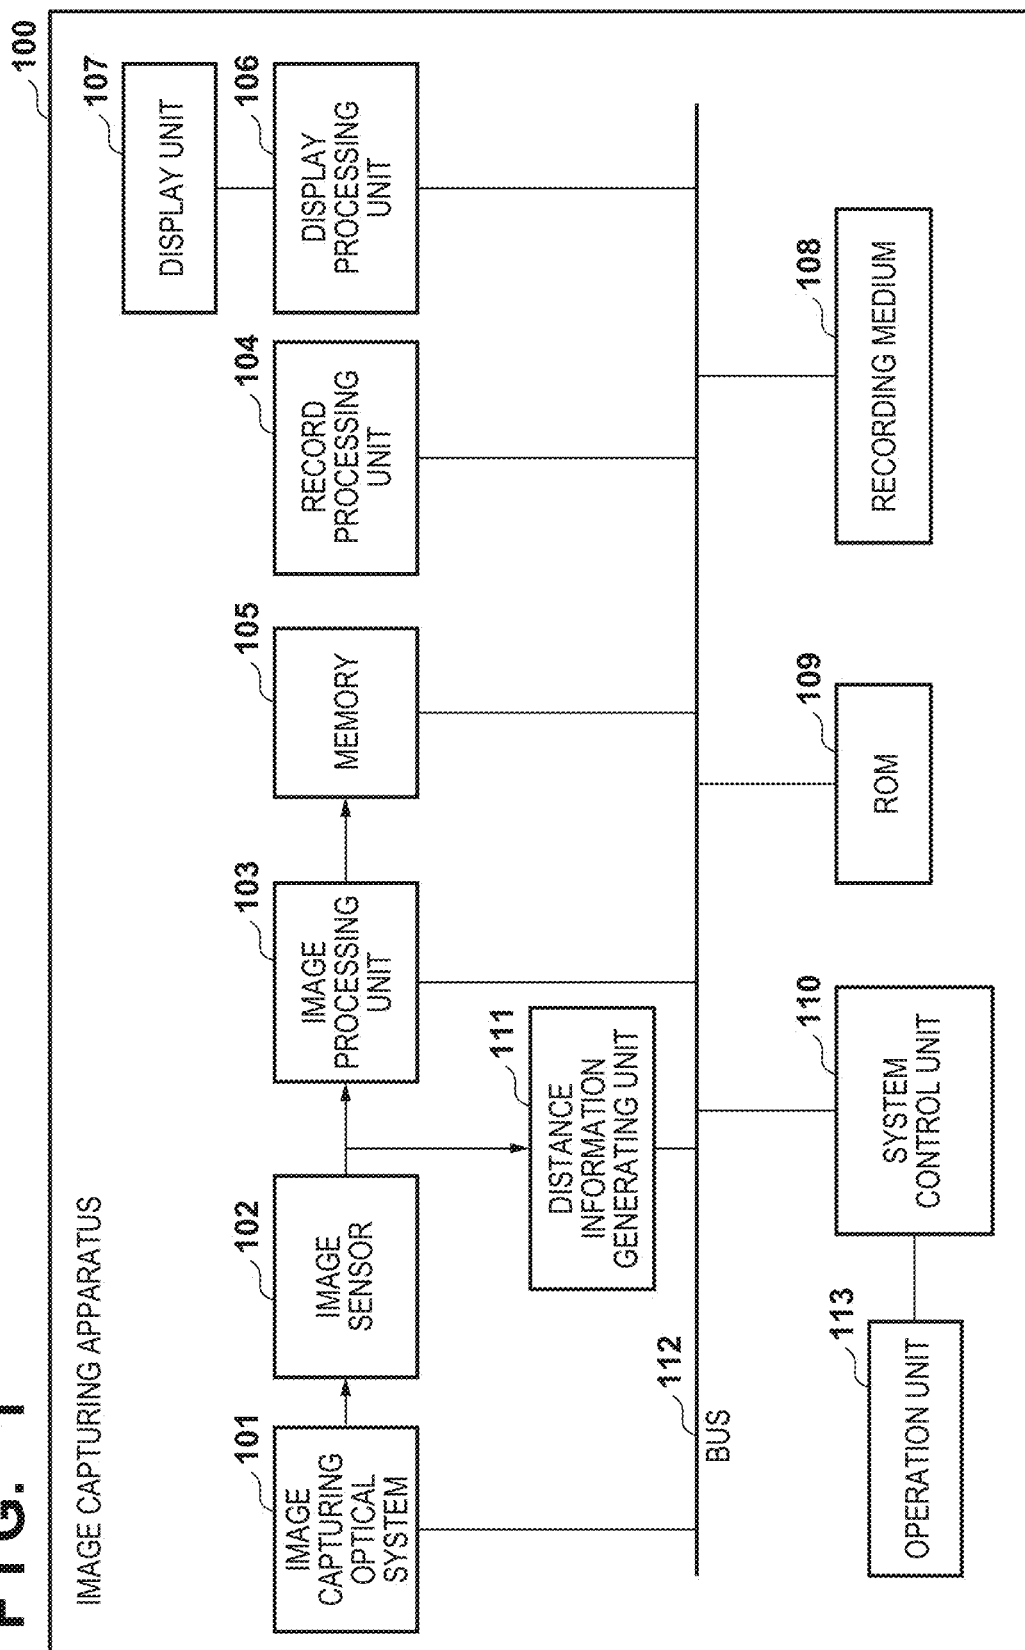 FIG. 1
100
IMAGE CAPTURING APPARATUS
107
DISPLAY UNIT
101
IMAGE
CAPTURING
OPTICAL
SYSTEM
102
IMAGE
SENSOR
103
IMAGE
PROCESSING
UNIT
105
MEMORY
104
RECORD
PROCESSING
UNIT
106
DISPLAY
PROCESSING
UNIT
111
DISTANCE
INFORMATION
GENERATING UNIT
112
BUS
113
OPERATION UNIT
110
SYSTEM
CONTROL UNIT
109
ROM
108
RECORDING MEDIUM